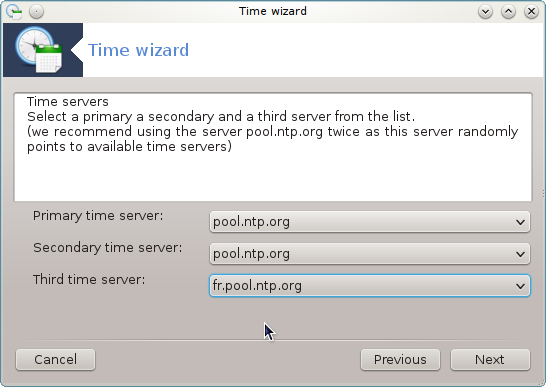 Time wizard
Time wizard
Time servers
Select a primary a secondary and a third server from the list.
(we recommend using the server pool.ntp.org twice as this server randomly
points to available time servers)
Primary time server: pool.ntp.org
Secondary time server: pool.ntp.org
Third time server: fr.pool.ntp.org
Cancel Previous Next